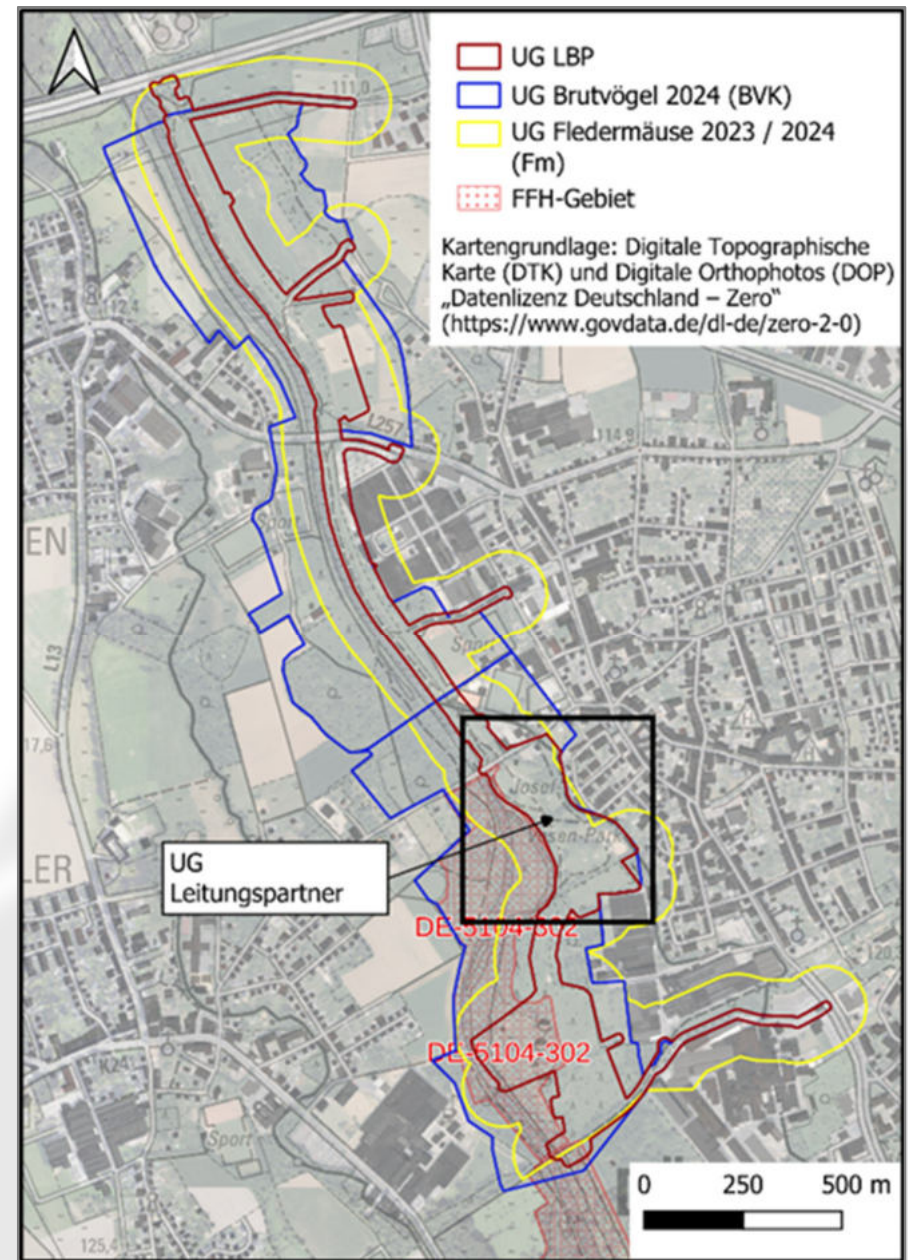 UG LBP
UG Brutvögel 2024 (BVK)
UG Fledermäuse 2023 / 2024
(Fm)
FFH-Gebiet
Kartengrundlage: Digitale Topographische
Karte (DTK) und Digitale Orthophotos (DOP)
„Datenlizenz Deutschland – Zero“
(https://www.govdata.de/dl-de/zero-2-0)
111,0
L257
114,9
Sport
EN
L13
Sport
17,6
Josef-
UG
Leitungspartner
LER
DE-5104-302
DE-5104-302
K24
Sport
125,4
0 250 500 m